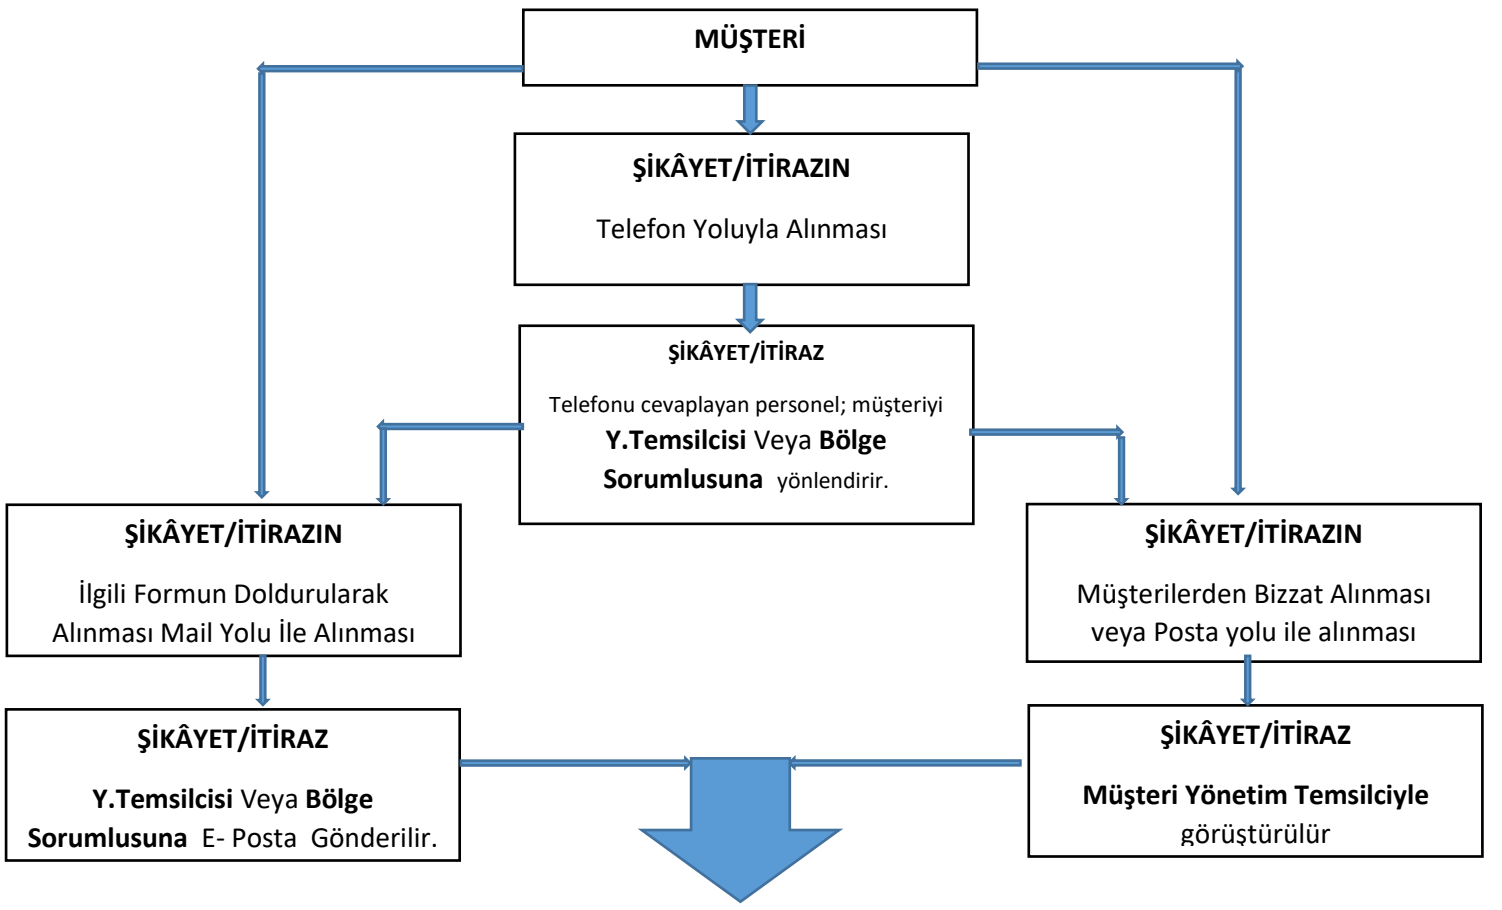 MÜŞTERİ
ŞİKÂYET/İTİRAZIN
Telefon Yoluyla Alınması
ŞİKÂYET/İTİRAZ
Telefonu cevaplayan personel; müşteriyi
Y.Temsilcisi Veya Bölge
Sorumlusuna yönlendirir.
ŞİKÂYET/İTİRAZIN
İlgili Formun Doldurularak
Alınması Mail Yolu İle Alınması
ŞİKÂYET/İTİRAZIN
Müşterilerden Bizzat Alınması
veya Posta yolu ile alınması
ŞİKÂYET/İTİRAZ
Y.Temsilcisi Veya Bölge
Sorumlusuna E- Posta Gönderilir.
ŞİKÂYET/İTİRAZ
Müşteri Yönetim Temsilciyle
görüştürülür